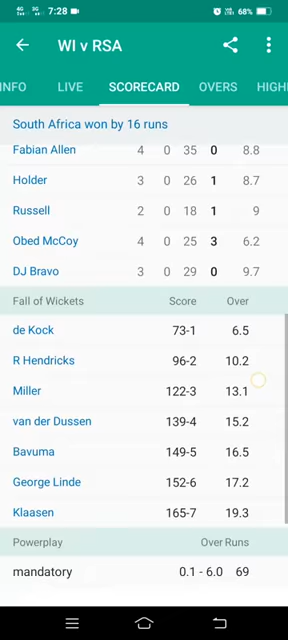 4G 3G 7:28 68%
WI v RSA
INFO LIVE SCORECARD OVERS HIGH
South Africa won by 16 runs
Fabian Allen 4 0 35 0 8.8
Holder 3 0 26 1 8.7
Russell 2 0 18 1 9
Obed McCoy 4 0 25 3 6.2
DJ Bravo 3 0 29 0 9.7
Fall of Wickets Score Over
de Kock 73-1 6.5
R Hendricks 96-2 10.2
Miller 122-3 13.1
van der Dussen 139-4 15.2
Bavuma 149-5 16.5
George Linde 152-6 17.2
Klaasen 165-7 19.3
Powerplay Over Runs
mandatory 0.1 - 6.0 69